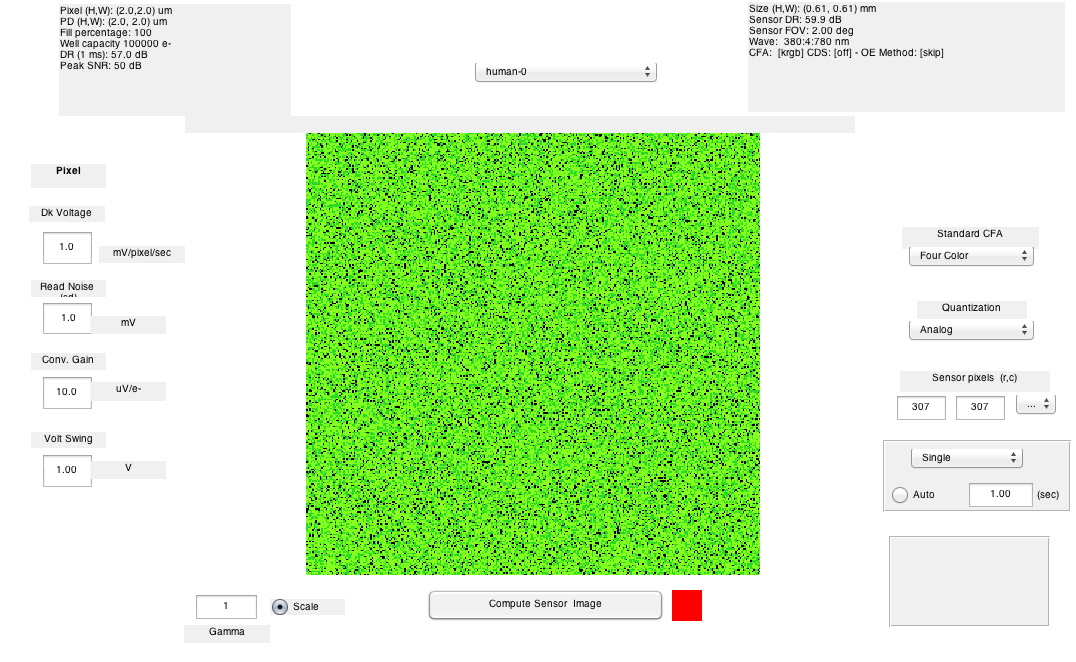 Pixel (H,W): (2.0,2.0) um
PD (H,W): (2.0, 2.0) um
Fill percentage: 100
Well capacity 100000 e-
DR (1 ms): 57.0 dB
Peak SNR: 50 dB
human-0
Size (H,W): (0.61, 0.61) mm
Sensor DR: 59.9 dB
Sensor FOV: 2.00 deg
Wave: 380:4:780 nm
CFA: [krgb] CDS: [off] - OE Method: [skip]
Pixel
Dk Voltage
1.0 mV/pixel/sec
Read Noise
(sd)
1.0 mV
Conv. Gain
10.0 uV/e-
Volt Swing
1.00 V
Standard CFA
Four Color
Quantization
Analog
Sensor pixels (r,c)
307 307 ...
Single
Auto 1.00 (sec)
1 Scale
Gamma
Compute Sensor Image